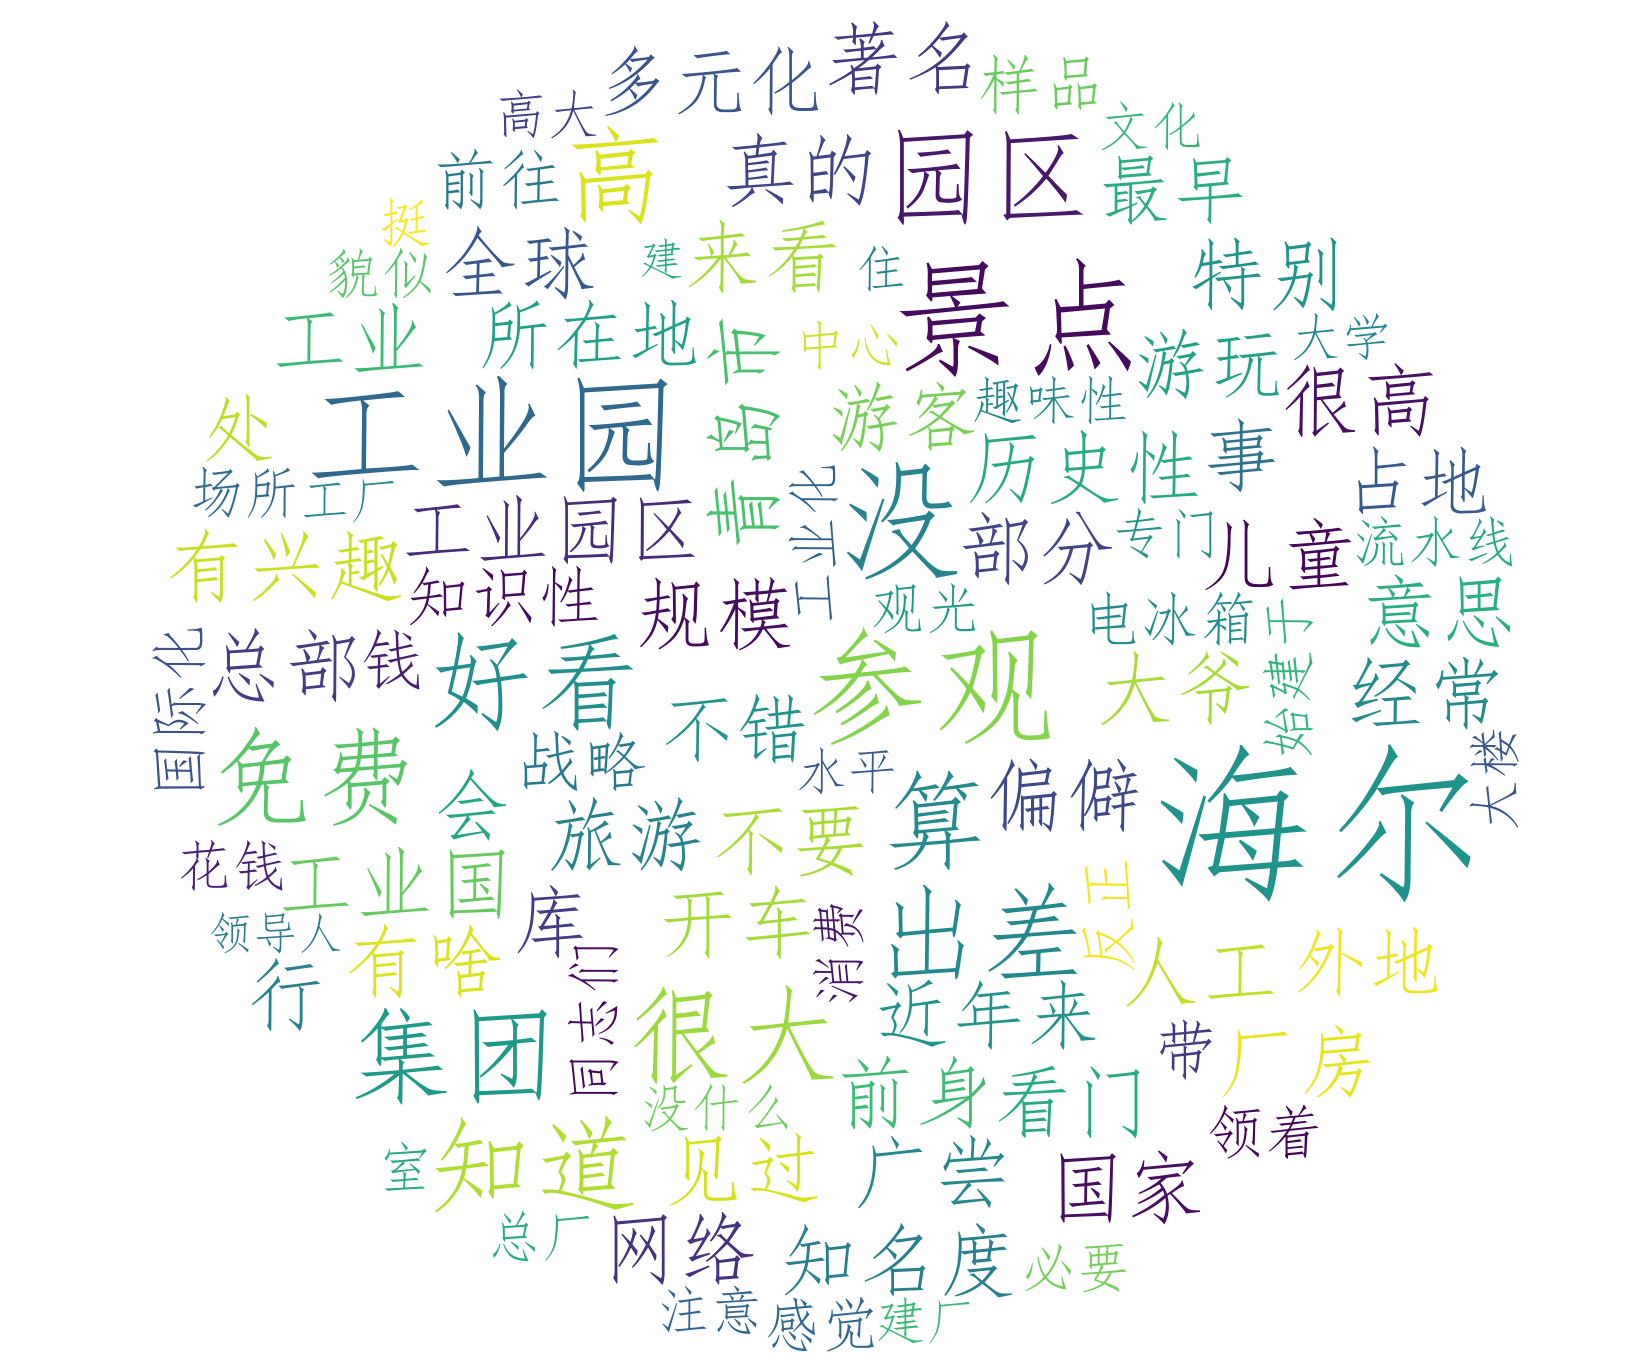 多元化
著名
样品
高大
文化
高
前往
真的
园区
最早
挺
全球
貌似
建
来看
住
特别
景点
工业
所在地
青岛市
中心
游玩
大学
很高
工业园
游客
趣味性
处
没
历史性
事
占地
场所
工厂
工业园区
工业化
部分
专门
儿童
流水线
有兴趣
知识性
规模
观光
电冰箱
意思
国际化
总部
钱
好看
参观
大爷
始建于
经常
不错
免费
会
战略
水平
算
偏僻
海尔
大楼
旅游
不要
花钱
工业国
库
开车
消费
出差
反正
人工
外地
领导人
有啥
行
同志们
集团
很大
近年来
带
厂房
没什么
前身
看门
领着
室
知道
见过
广尝
国家
总厂
网络
知名度
必要
注意
感觉
建厂